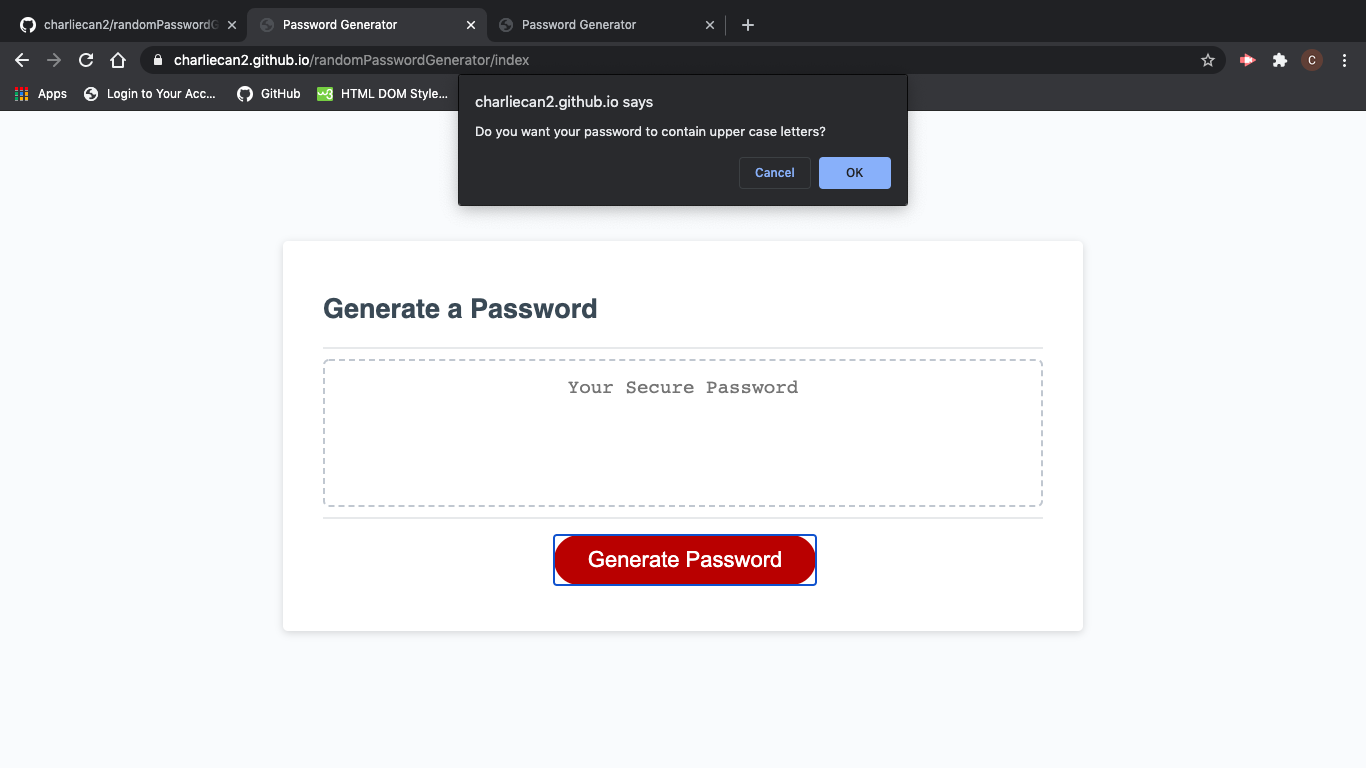 charliecan2/randomPasswordG
Password Generator
Password Generator
charliecan2.github.io/randomPasswordGenerator/index
C
Apps
Login to Your Acc...
GitHub
HTML DOM Style...
charliecan2.github.io says
Do you want your password to contain upper case letters?
Cancel
OK
Generate a Password
Your Secure Password
Generate Password